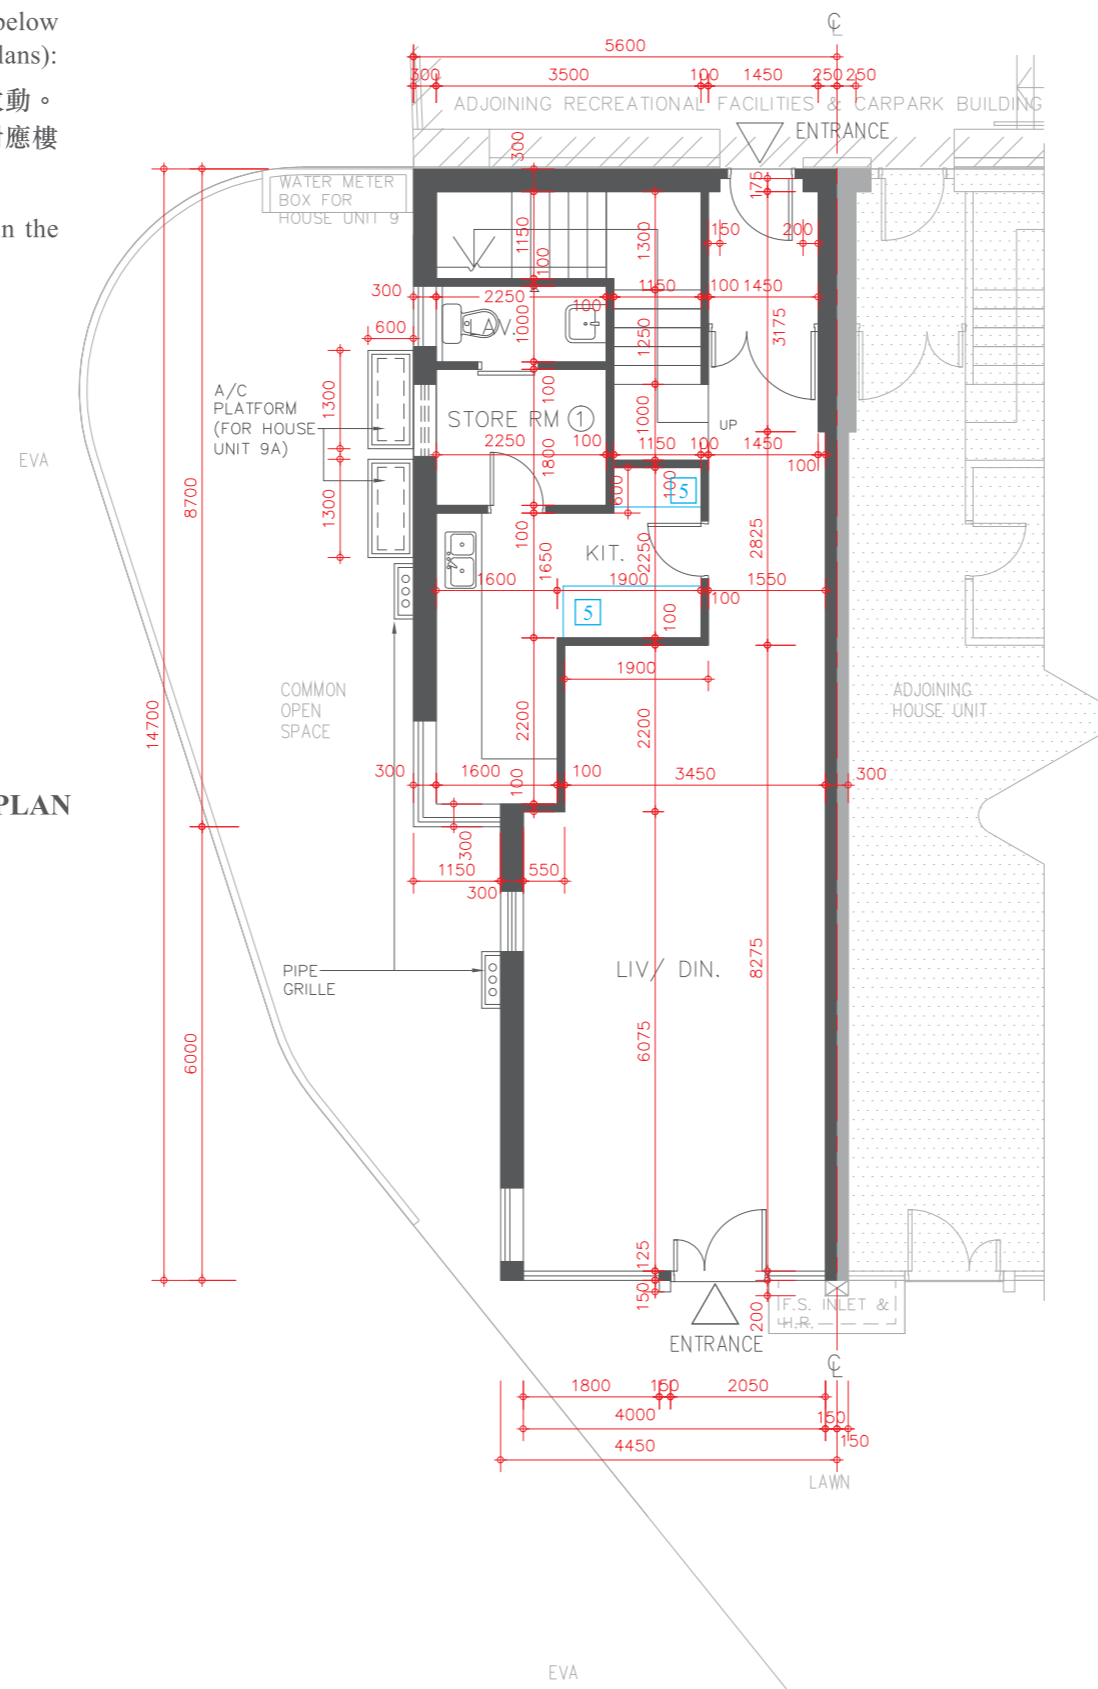 below
lans):
動。
應樓
n the
PLAN
℄
5600
300 3500 100 1450 250 250
ADJOINING RECREATIONAL FACILITIES & CARPARK BUILDING
ENTRANCE
300
WATER METER
BOX FOR
HOUSE UNIT 9
175
1150
1300
150
200
100
300
2250
1150
100 1450
100
600
LAV.
1000
1250
3175
A/C
PLATFORM
(FOR HOUSE
UNIT 9A)
1300
100
STORE RM ①
1000
UP
EVA
8700
2250
100 1150 100 1450
1800
100
600
100
5
1300
100
KIT.
1650
2250
2825
1600
1900
1550
100
5
100
1900
COMMON
OPEN
SPACE
ADJOINING
HOUSE UNIT
14700
2200
2200
300 1600 100 3450 300
100
300
1150
300
550
PIPE
GRILLE
LIV/ DIN.
8275
6000
6075
125
150
200
F.S. INLET &
H.R.
ENTRANCE
℄
1800 150 2050
4000
150
150
4450
LAWN
EVA